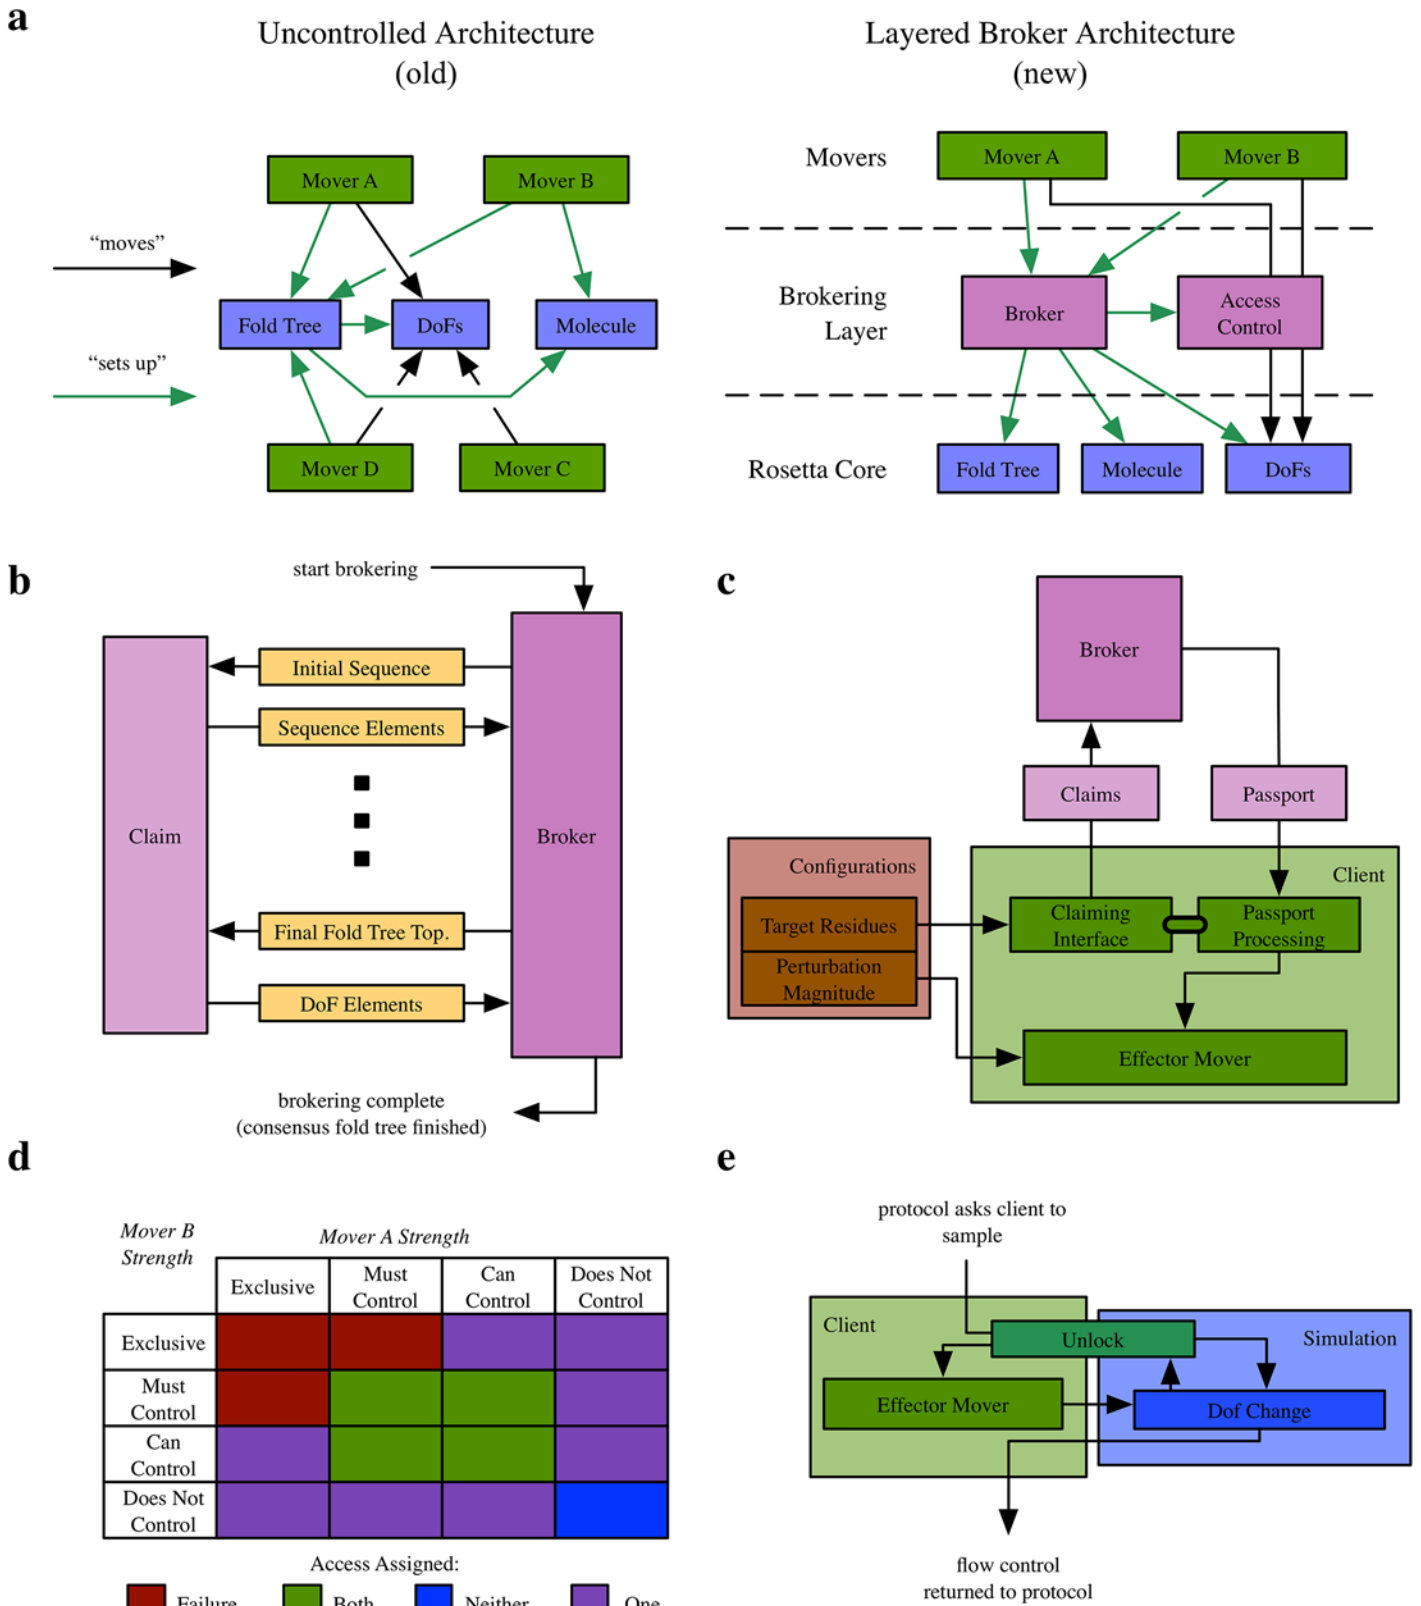 a
Uncontrolled Architecture
(old)
Layered Broker Architecture
(new)
Mover A
Mover B
"moves"
Fold Tree
DoFs
Molecule
"sets up"
Mover D
Mover C
Movers
Mover A
Mover B
Brokering
Layer
Broker
Access
Control
Rosetta Core
Fold Tree
Molecule
DoFs
b
start brokering
Initial Sequence
Sequence Elements
Claim
Broker
Final Fold Tree Top.
DoF Elements
brokering complete
(consensus fold tree finished)
c
Broker
Claims
Passport
Configurations
Client
Target Residues
Claiming
Interface
Passport
Processing
Perturbation
Magnitude
Effector Mover
d
Mover B
Strength
Mover A Strength
Exclusive
Must
Control
Can
Control
Does Not
Control
Exclusive
Must
Control
Can
Control
Does Not
Control
Access Assigned:
Failure
Both
Neither
One
e
protocol asks client to
sample
Client
Unlock
Simulation
Effector Mover
Dof Change
flow control
returned to protocol